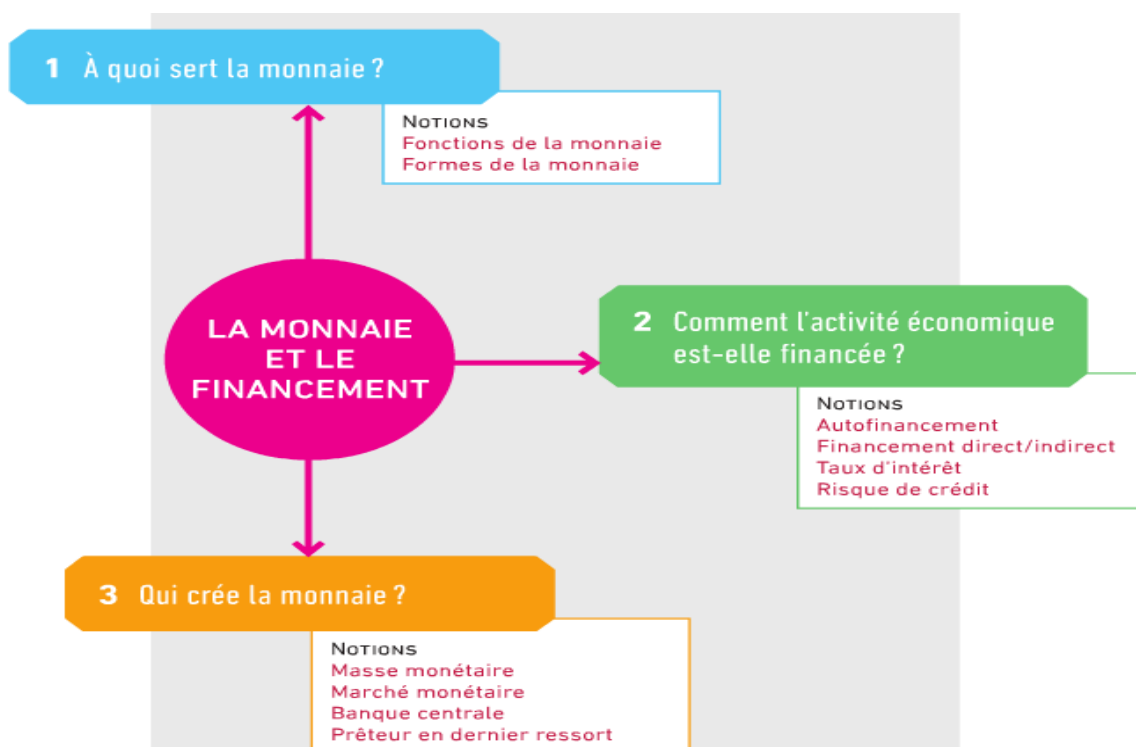 1 À quoi sert la monnaie ?
NOTIONS
Fonctions de la monnaie
Formes de la monnaie
LA MONNAIE
ET LE
FINANCEMENT
2 Comment l'activité économique
est-elle financée ?
NOTIONS
Autofinancement
Financement direct/indirect
Taux d'intérêt
Risque de crédit
3 Qui crée la monnaie ?
NOTIONS
Masse monétaire
Marché monétaire
Banque centrale
Prêteur en dernier ressort